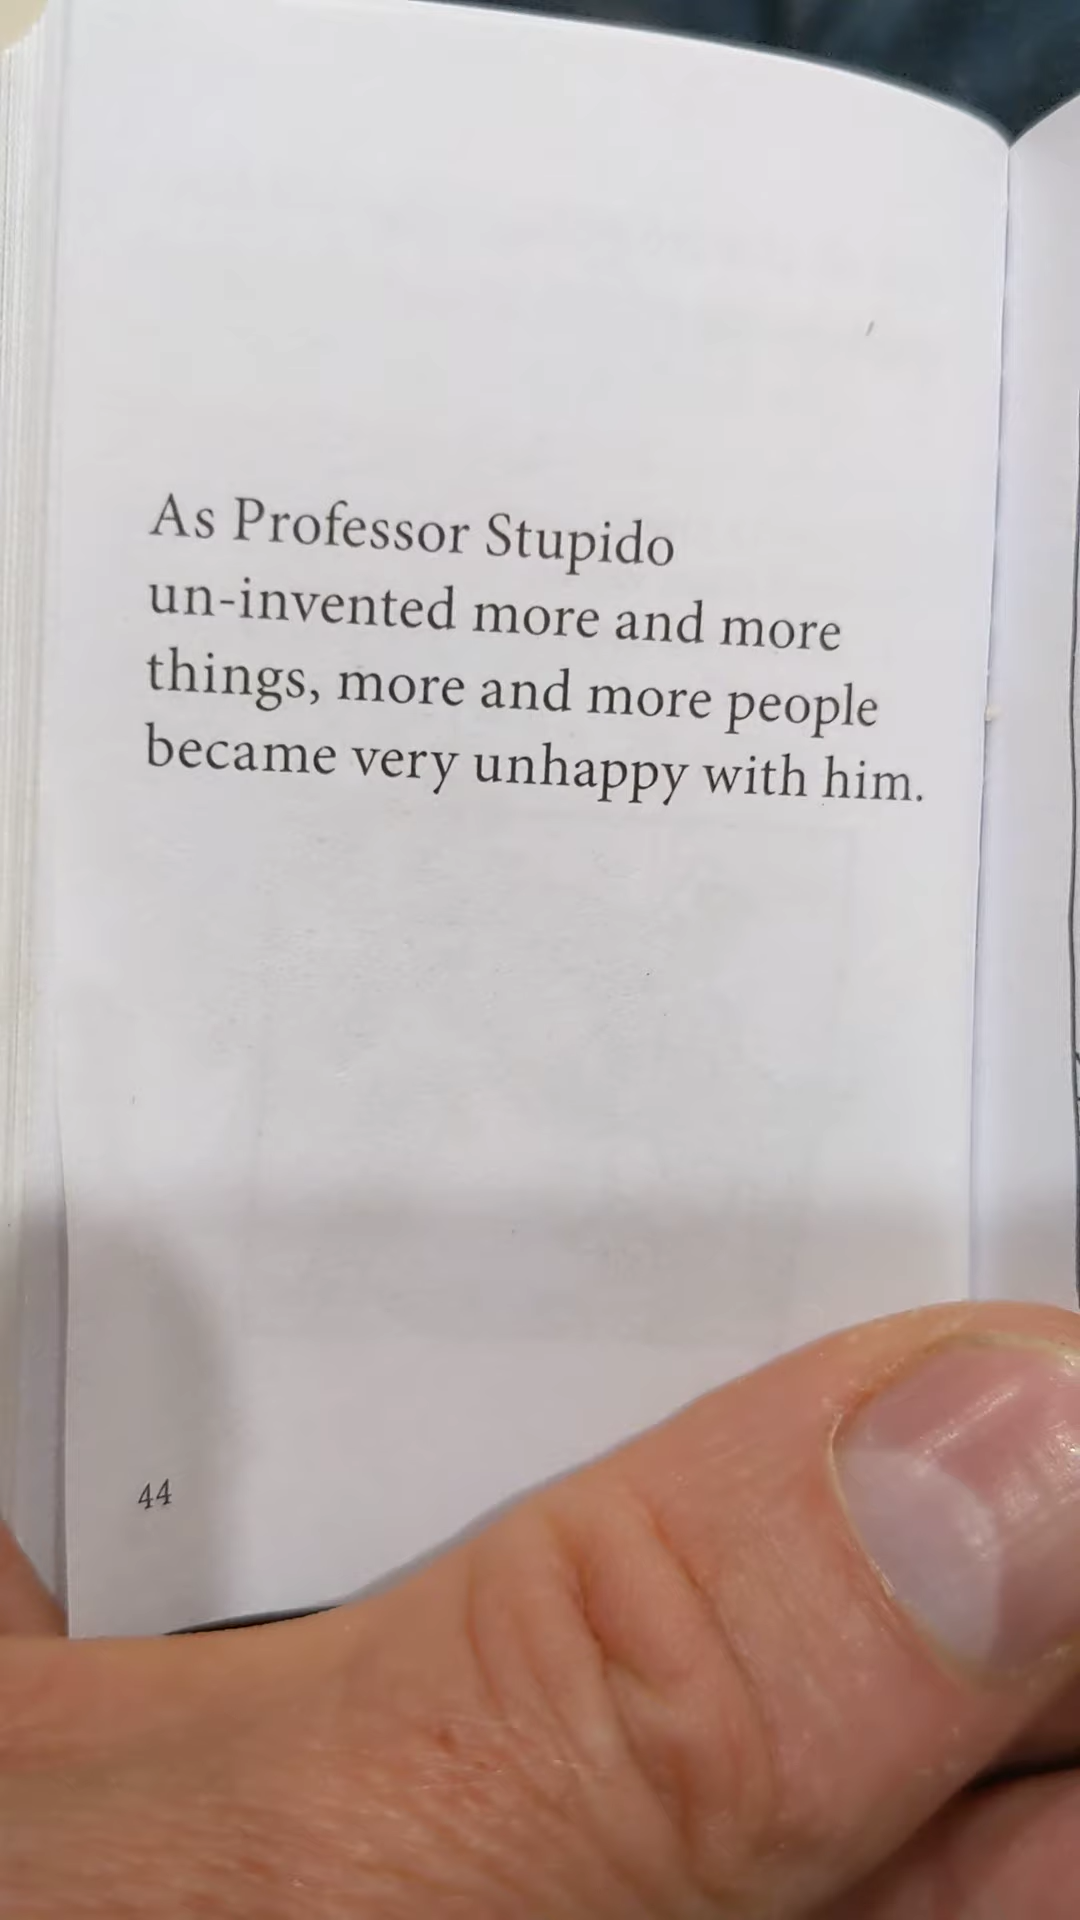 As Professor Stupido
un-invented more and more
things, more and more people
became very unhappy with him.
44